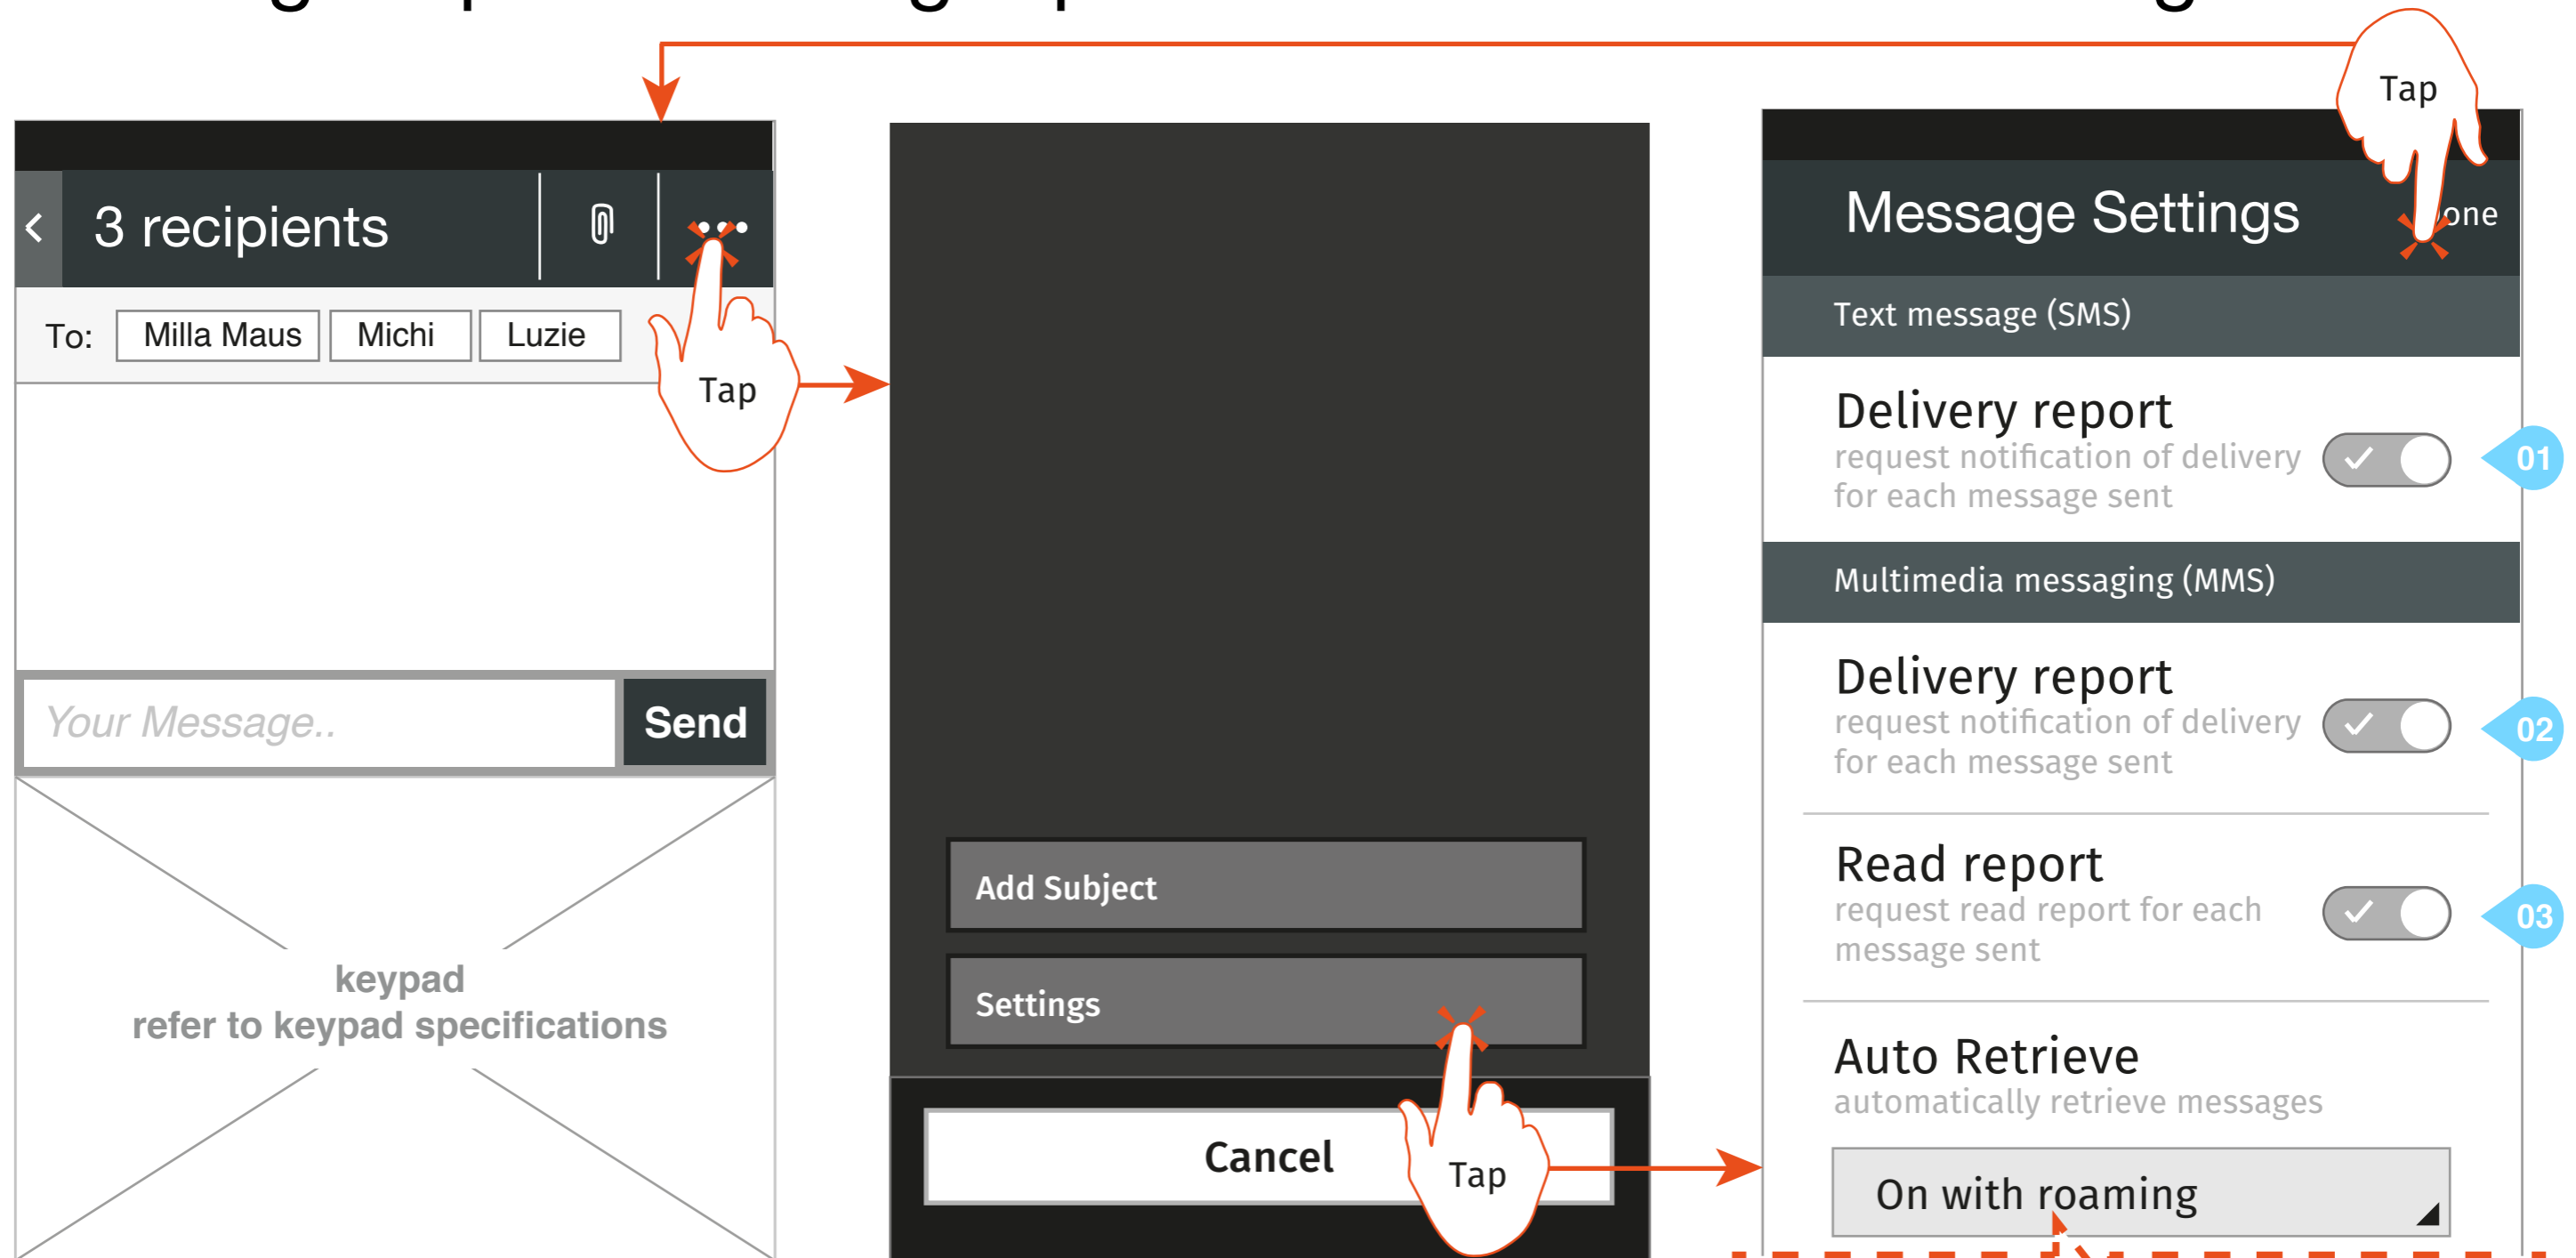 Tap
3 recipients
To: Milla Maus Michi Luzie
Tap
Your Message..
Send
keypad
refer to keypad specifications
Add Subject
Settings
Cancel
Tap
Message Settings
one
Text message (SMS)
Delivery report
request notification of delivery
for each message sent
01
Multimedia messaging (MMS)
Delivery report
request notification of delivery
for each message sent
02
Read report
request read report for each
message sent
03
Auto Retrieve
automatically retrieve messages
On with roaming